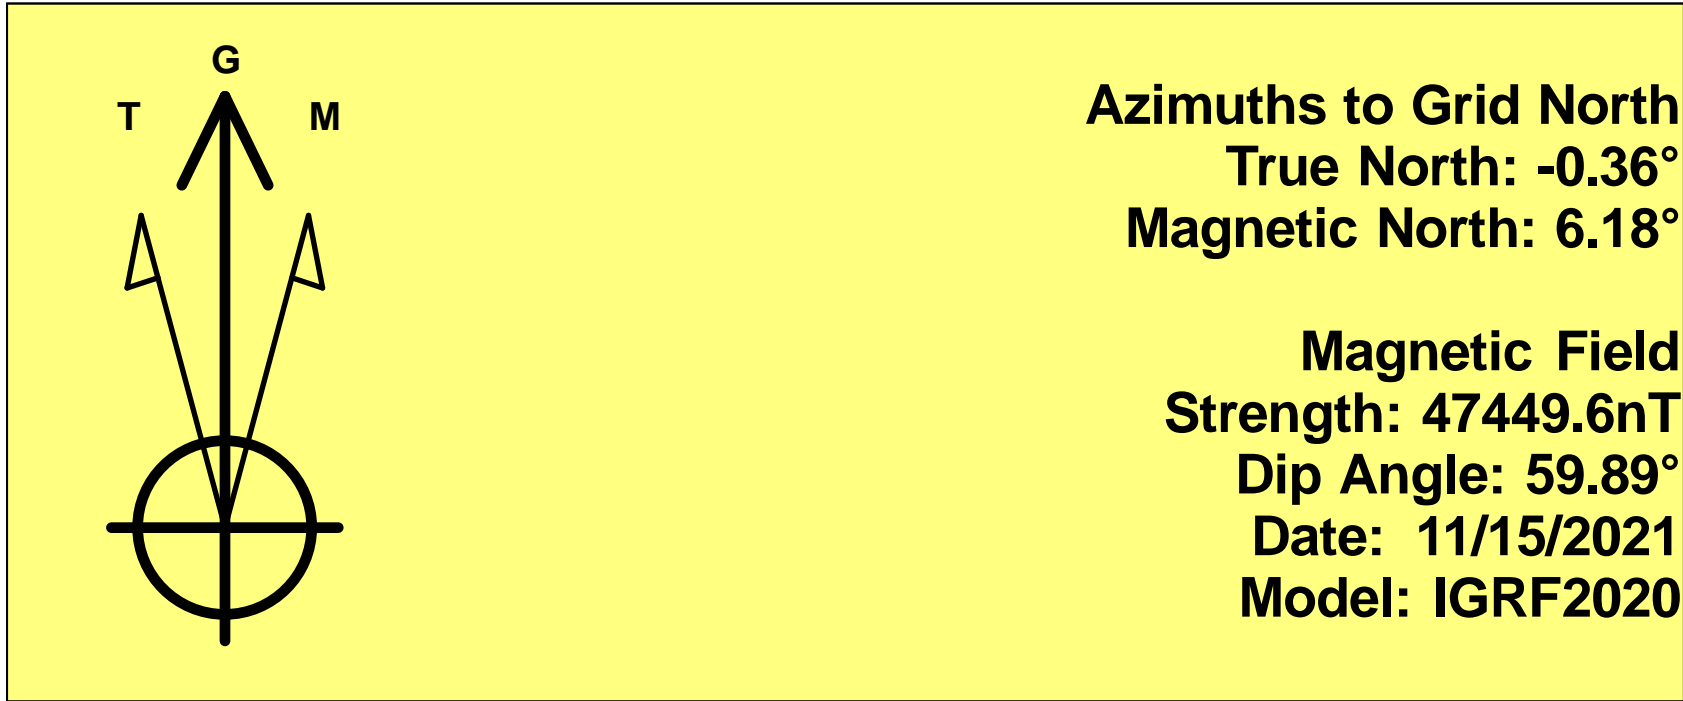 G
T M
Azimuths to Grid North
True North: -0.36°
Magnetic North: 6.18°
Magnetic Field
Strength: 47449.6nT
Dip Angle: 59.89°
Date: 11/15/2021
Model: IGRF2020